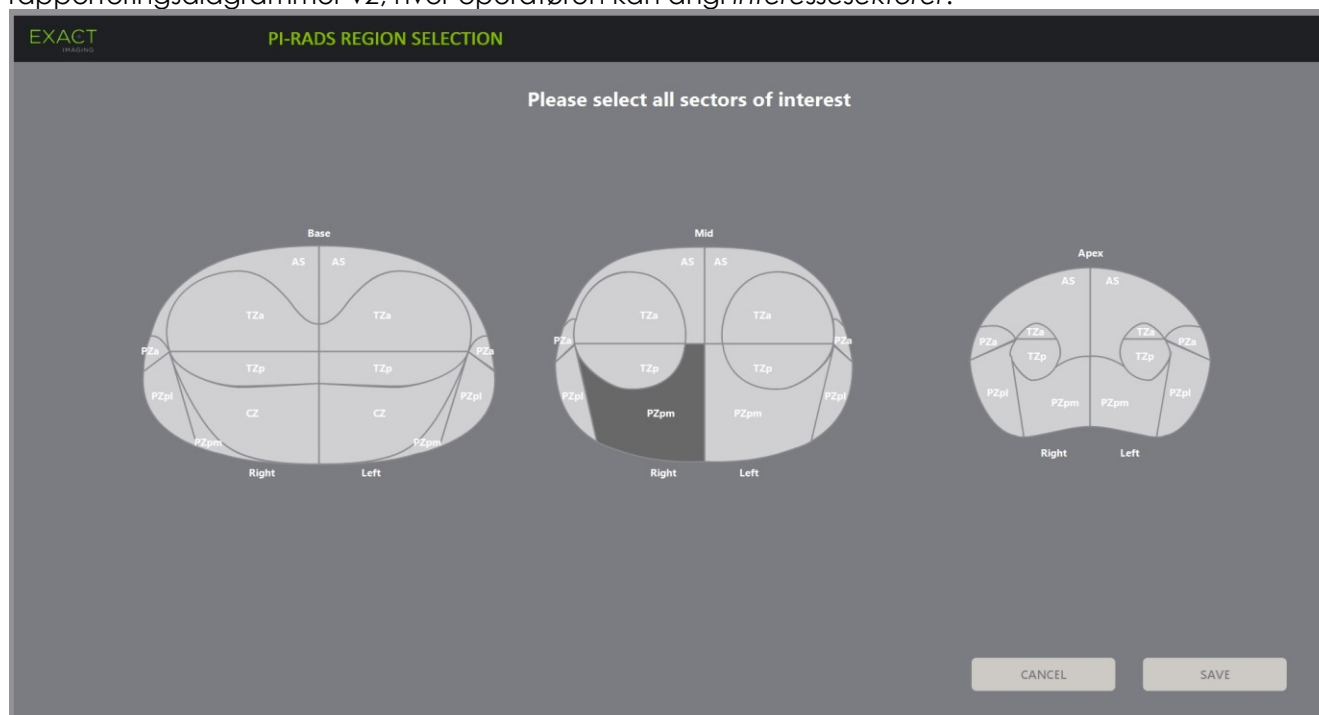 rapporteringsdiagrammer v2, hvor operatøren kan angi interessesektorer.
EXACT
IMAGING
PI-RADS REGION SELECTION
Please select all sectors of interest
Base
AS AS
TZa TZa
PZa PZa
TZp TZp
PZpl PZpl
CZ CZ
PZpm PZpm
Right Left
Mid
AS AS
TZa TZa
PZa PZa
TZp TZp
PZpl PZpl
PZpm PZpm
Right Left
Apex
AS AS
TZa TZa
PZa PZa
TZp TZp
PZpl PZpl
PZpm PZpm
Right Left
CANCEL SAVE